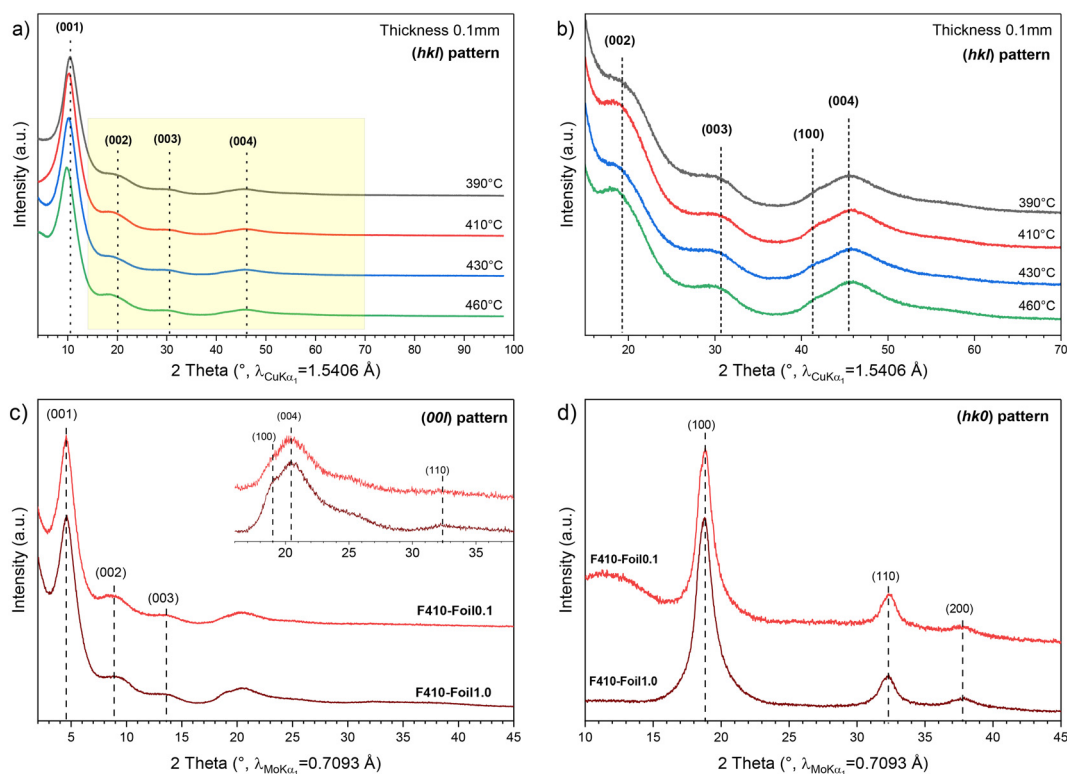 a)
(001)
Thickness 0.1mm
(hkl) pattern
(002)
(003)
(004)
390°C
410°C
430°C
460°C
Intensity (a.u.)
10 20 30 40 50 60 70 80 90 100
2 Theta (°, λCuKα1=1.5406 Å)
b)
Thickness 0.1mm
(hkl) pattern
(002)
(003)
(100)
(004)
390°C
410°C
430°C
460°C
Intensity (a.u.)
20 30 40 50 60 70
2 Theta (°, λCuKα1=1.5406 Å)
c)
(001)
(00l) pattern
(004)
(100)
(110)
20 25 30 35
(002)
(003)
F410-Foil0.1
F410-Foil1.0
Intensity (a.u.)
5 10 15 20 25 30 35 40 45
2 Theta (°, λMoKα1=0.7093 Å)
d)
(hk0) pattern
(100)
F410-Foil0.1
(110)
(200)
F410-Foil1.0
Intensity (a.u.)
10 15 20 25 30 35 40 45
2 Theta (°, λMoKα1=0.7093 Å)